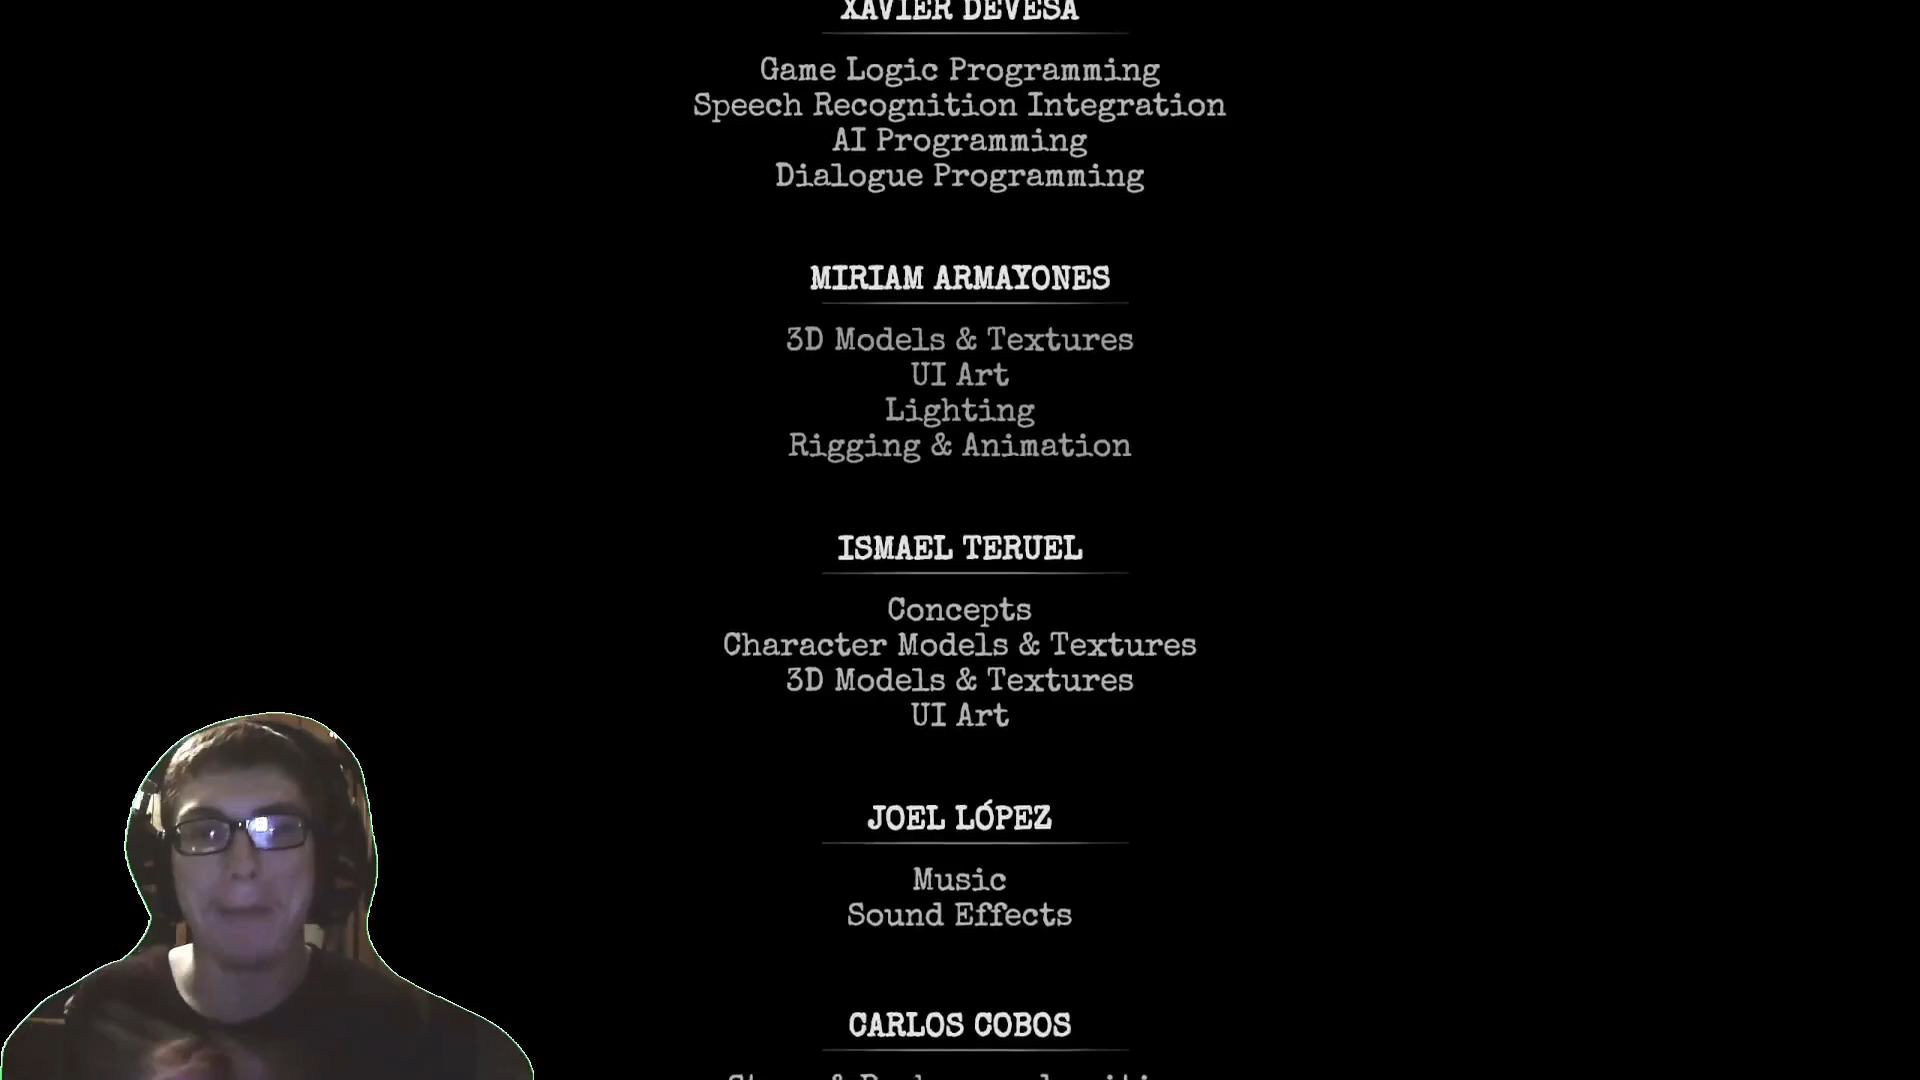 XAVIER DEVESA
Game Logic Programming
Speech Recognition Integration
AI Programming
Dialogue Programming
MIRIAM ARMAYONES
3D Models & Textures
UI Art
Lighting
Rigging & Animation
ISMAEL TERUEL
Concepts
Character Models & Textures
3D Models & Textures
UI Art
JOEL LÓPEZ
Music
Sound Effects
CARLOS COBOS